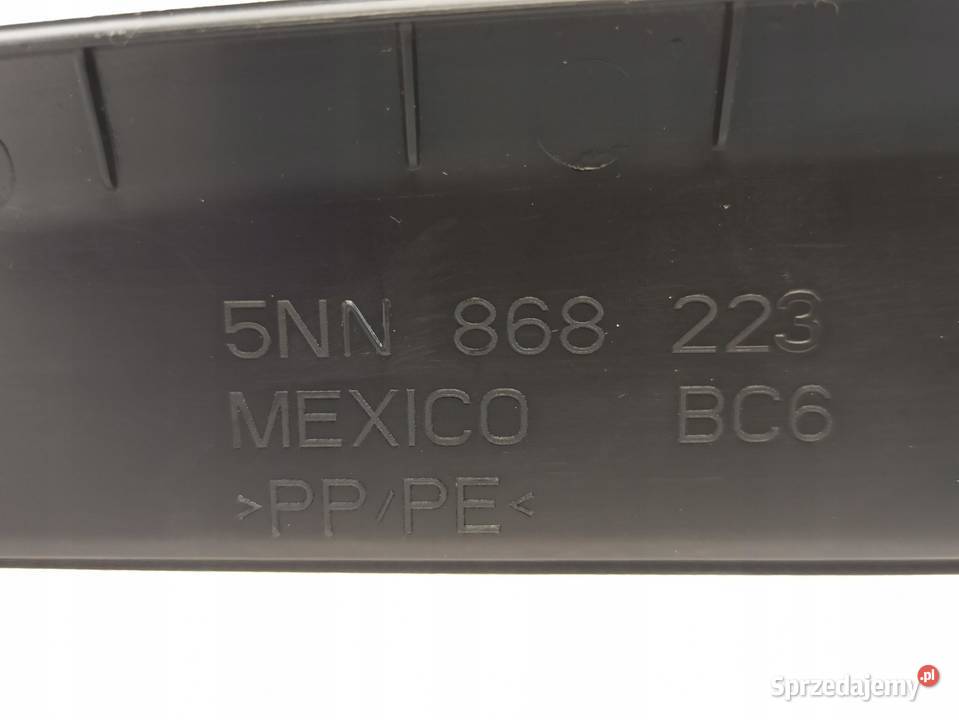 5NN 868 223
MEXICO BC6
>PP/PE<
Sprzedajemy.pl